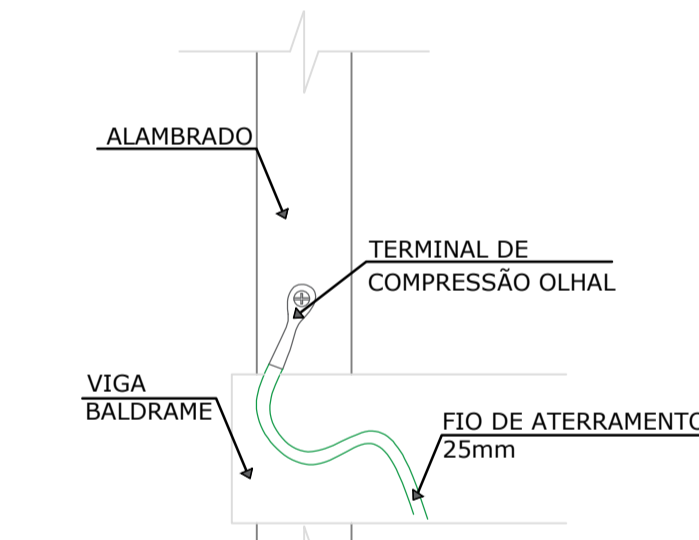 ALAMBRADO
TERMINAL DE
COMPRESSÃO OLHAL
VIGA
BALDRAME
FIO DE ATERRAMENTO
25mm